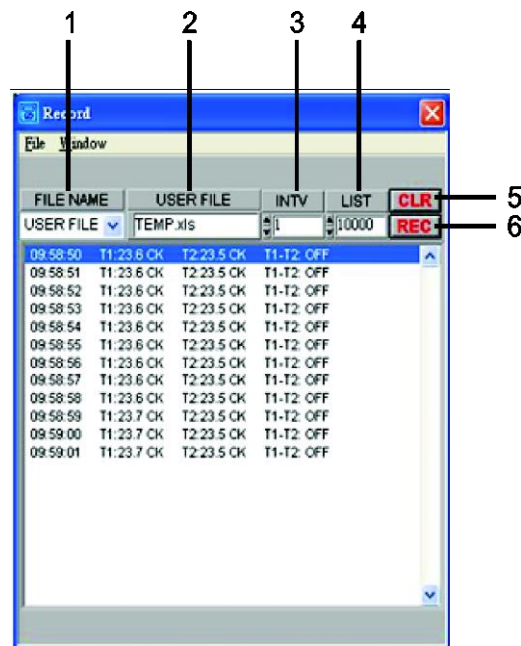 1 2 3 4
Record
File Window
FILE NAME USER FILE INTV LIST CLR 5
USER FILE TEMP.xls 1 10000 REC 6
09:58:50 T1:23.6 CK T2:23.5 CK T1-T2: OFF
09:58:51 T1:23.6 CK T2:23.5 CK T1-T2: OFF
09:58:52 T1:23.6 CK T2:23.5 CK T1-T2: OFF
09:58:53 T1:23.6 CK T2:23.5 CK T1-T2: OFF
09:58:54 T1:23.6 CK T2:23.5 CK T1-T2: OFF
09:58:55 T1:23.6 CK T2:23.5 CK T1-T2: OFF
09:58:56 T1:23.6 CK T2:23.5 CK T1-T2: OFF
09:58:57 T1:23.6 CK T2:23.5 CK T1-T2: OFF
09:58:58 T1:23.6 CK T2:23.5 CK T1-T2: OFF
09:58:59 T1:23.7 CK T2:23.5 CK T1-T2: OFF
09:59:00 T1:23.7 CK T2:23.5 CK T1-T2: OFF
09:59:01 T1:23.7 CK T2:23.5 CK T1-T2: OFF